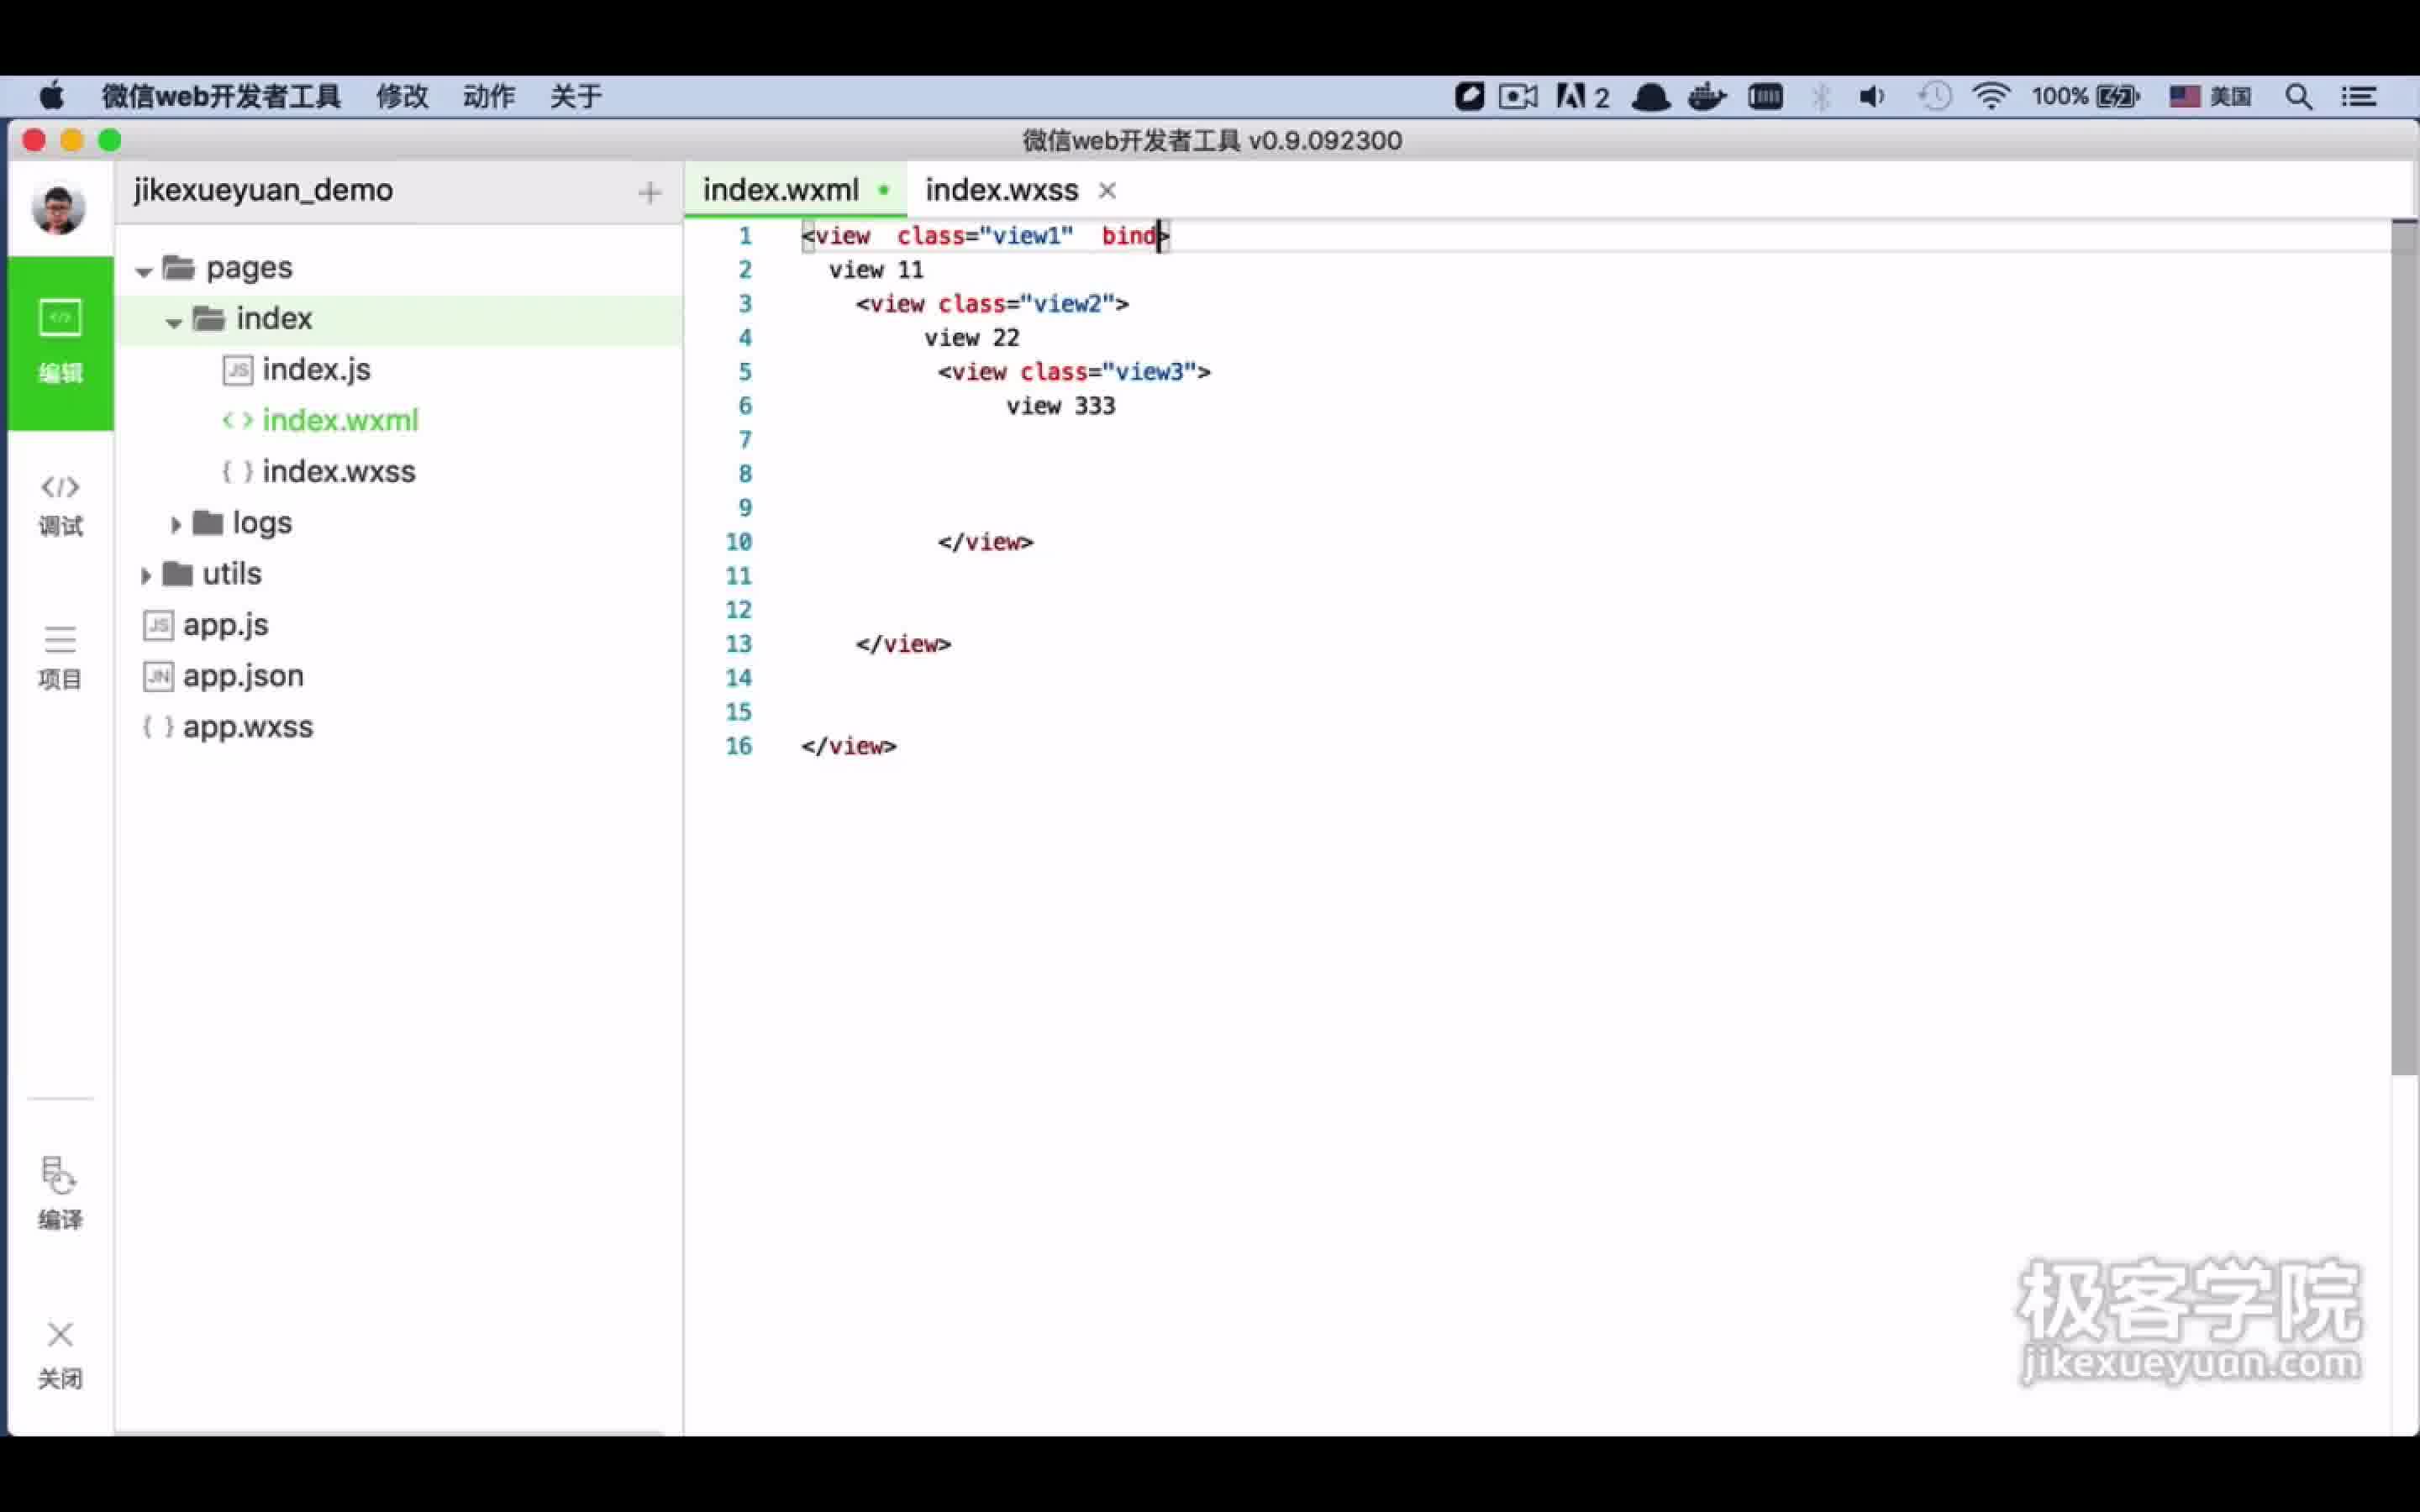 微信web开发者工具 修改 动作 关于 2 100% 美国
微信web开发者工具 v0.9.092300
jikexueyuan_demo +
index.wxml index.wxss ×
编辑
调试
项目
编译
关闭
pages
index
JS index.js
<> index.wxml
{ } index.wxss
logs
utils
JS app.js
JN app.json
{ } app.wxss
1 <view  class="view1"  bind>
2 view 11
3 <view class="view2">
4 view 22
5 <view class="view3">
6 view 333
7
8
9
10 </view>
11
12
13 </view>
14
15
16 </view>
极客学院
jikexueyuan.com